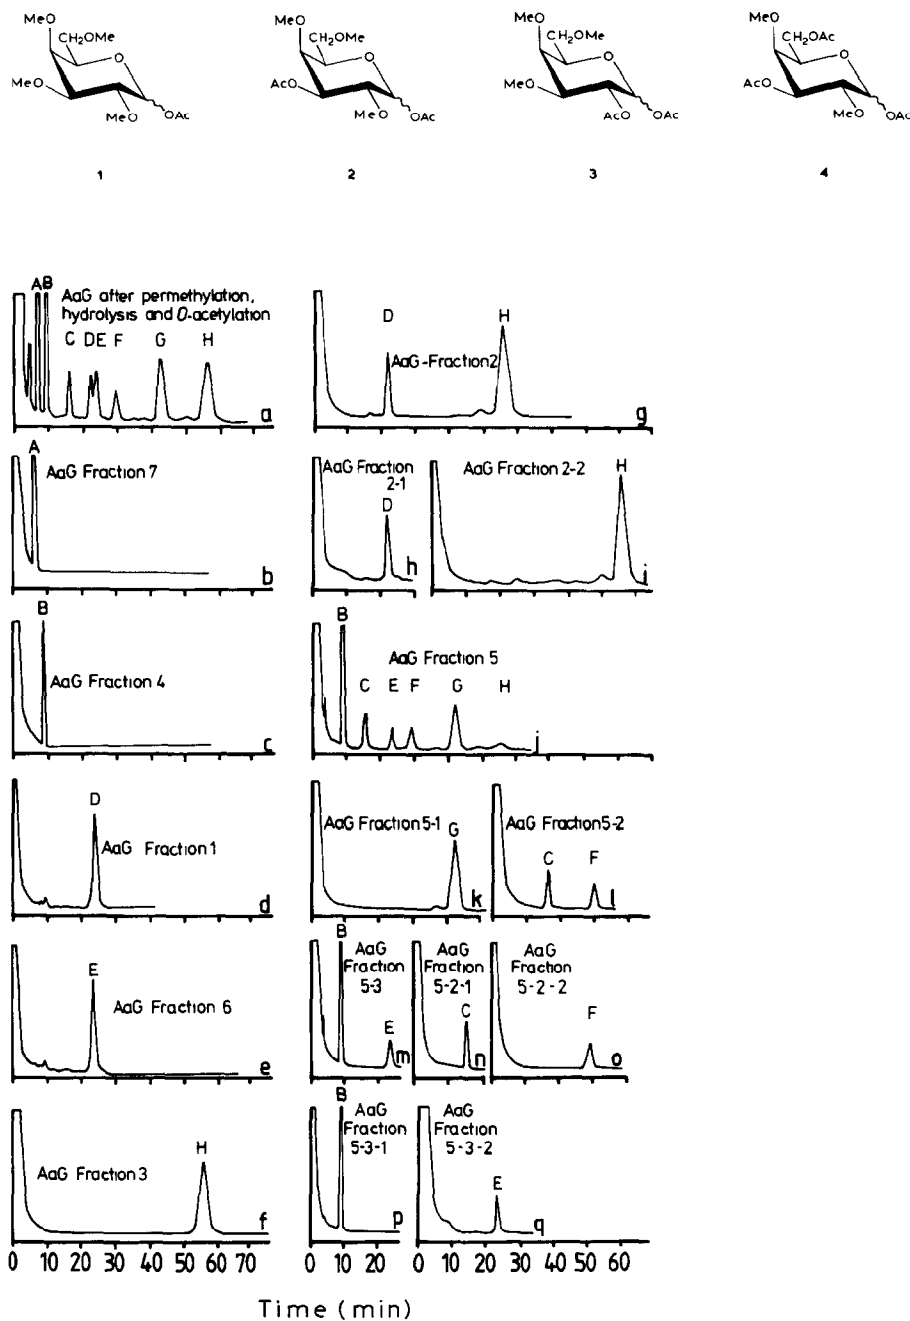 MeO CH₂OMe O MeO MeO OAc
1
MeO CH₂OMe O AcO MeO OAc
2
MeO CH₂OMe O MeO AcO OAc
3
MeO CH₂OAc O AcO MeO OAc
4
A B
AaG after permethylation,
hydrolysis and O-acetylation
C D E F G H
a
A
AaG Fraction 7
b
B
AaG Fraction 4
c
D
AaG Fraction 1
d
E
AaG Fraction 6
e
H
AaG Fraction 3
f
0 10 20 30 40 50 60 70
D H
AaG-Fraction 2
g
AaG Fraction
2-1
D
h
AaG Fraction 2-2
H
i
B
AaG Fraction 5
C E F G H
j
AaG Fraction 5-1
G
k
AaG Fraction 5-2
C F
l
B
AaG
Fraction
5-3
E
m
AaG
Fraction
5-2-1
C
n
AaG
Fraction
5-2-2
F
o
B
AaG
Fraction
5-3-1
p
AaG
Fraction
5-3-2
E
q
0 20 0 10 20 30 40 50 60
Time (min)